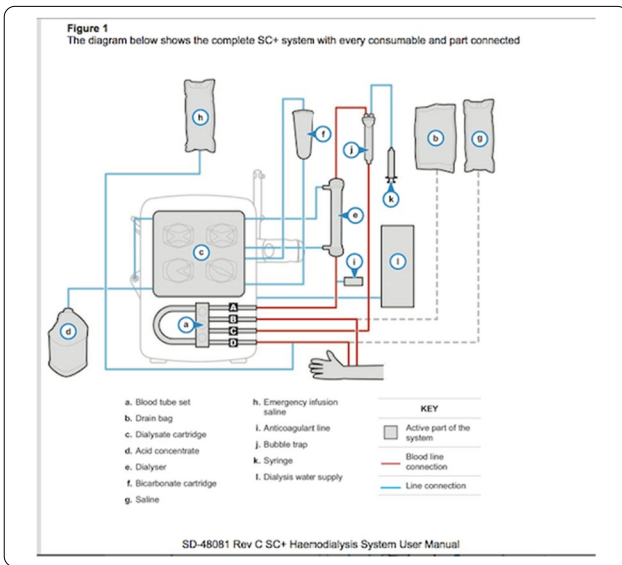 Figure 1
The diagram below shows the complete SC+ system with every consumable and part connected
h
f
j
b
g
k
e
c
i
l
a
A
B
C
D
d
a. Blood tube set
b. Drain bag
c. Dialysate cartridge
d. Acid concentrate
e. Dialyser
f. Bicarbonate cartridge
g. Saline
h. Emergency infusion
saline
i. Anticoagulant line
j. Bubble trap
k. Syringe
l. Dialysis water supply
KEY
Active part of the
system
Blood line
connection
Line connection
SD-48081 Rev C SC+ Haemodialysis System User Manual